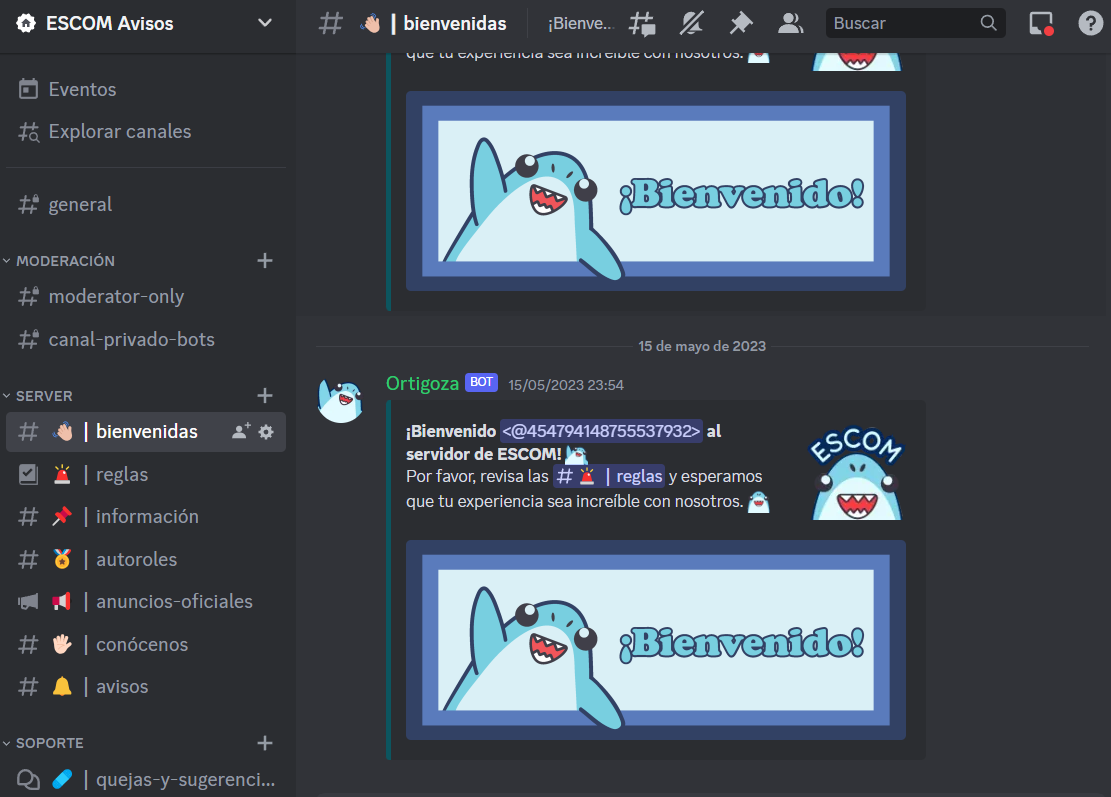 ESCOM Avisos
Eventos
Explorar canales
general
MODERACIÓN
moderator-only
canal-privado-bots
SERVER
👋🏻 | bienvenidas
🚨 | reglas
📌 | información
🏅 | autoroles
📢 | anuncios-oficiales
🖐🏻 | conócenos
🔔 | avisos
SOPORTE
🩹 | quejas-y-sugerenci...
👋🏻 | bienvenidas
¡Bienve...
Buscar
que tu experiencia sea increíble con nosotros.
¡Bienvenido!
15 de mayo de 2023
Ortigoza BOT 15/05/2023 23:54
¡Bienvenido <@454794148755537932> al
servidor de ESCOM!
Por favor, revisa las # 🚨 | reglas y esperamos
que tu experiencia sea increíble con nosotros.
ESCOM
¡Bienvenido!